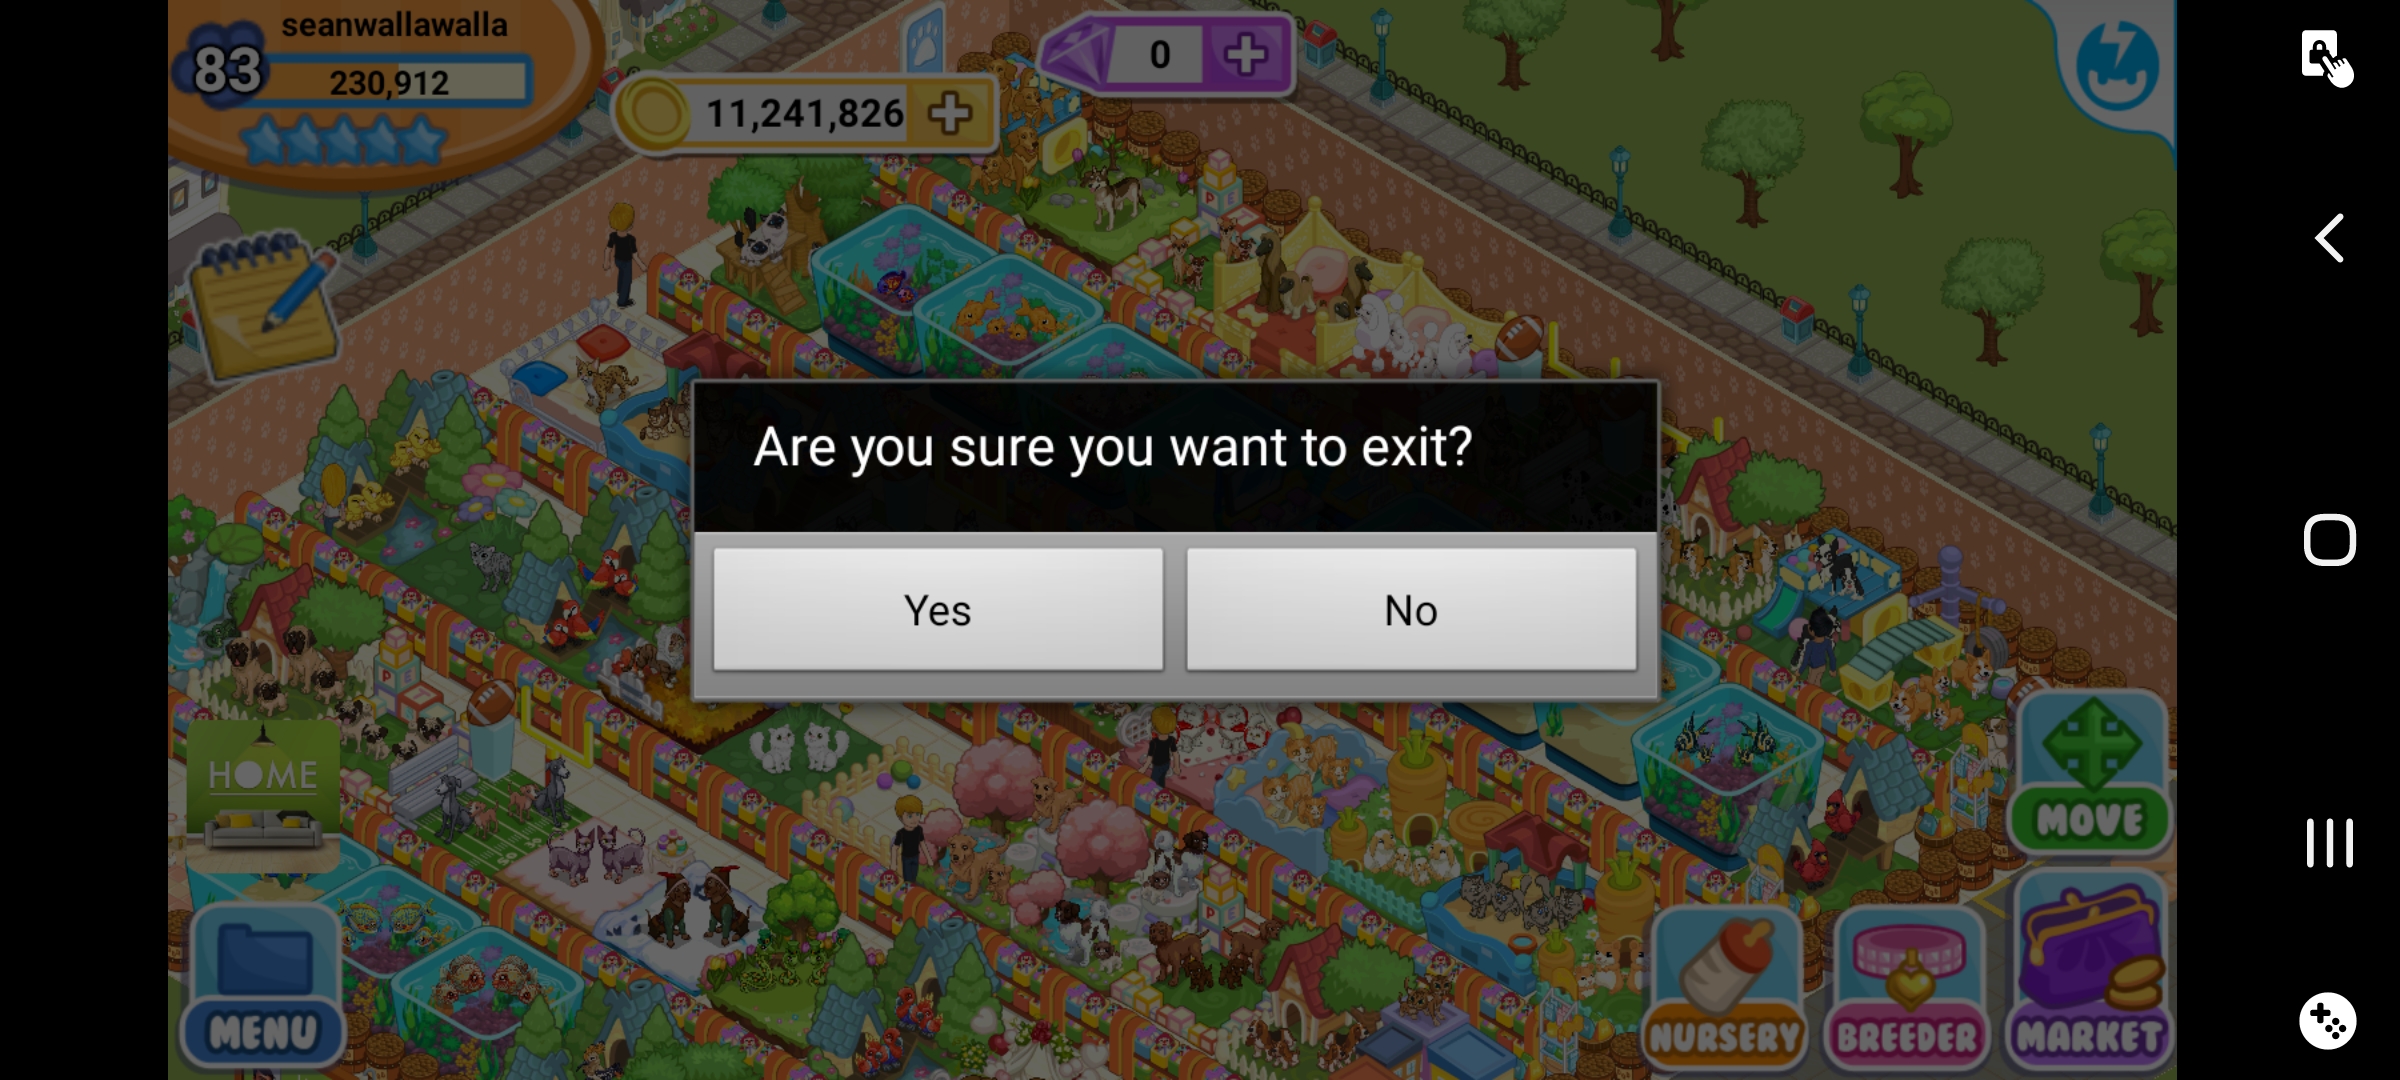 seanwallawalla
83
230,912
11,241,826
0
Are you sure you want to exit?
Yes
No
HOME
MOVE
MENU
NURSERY
BREEDER
MARKET